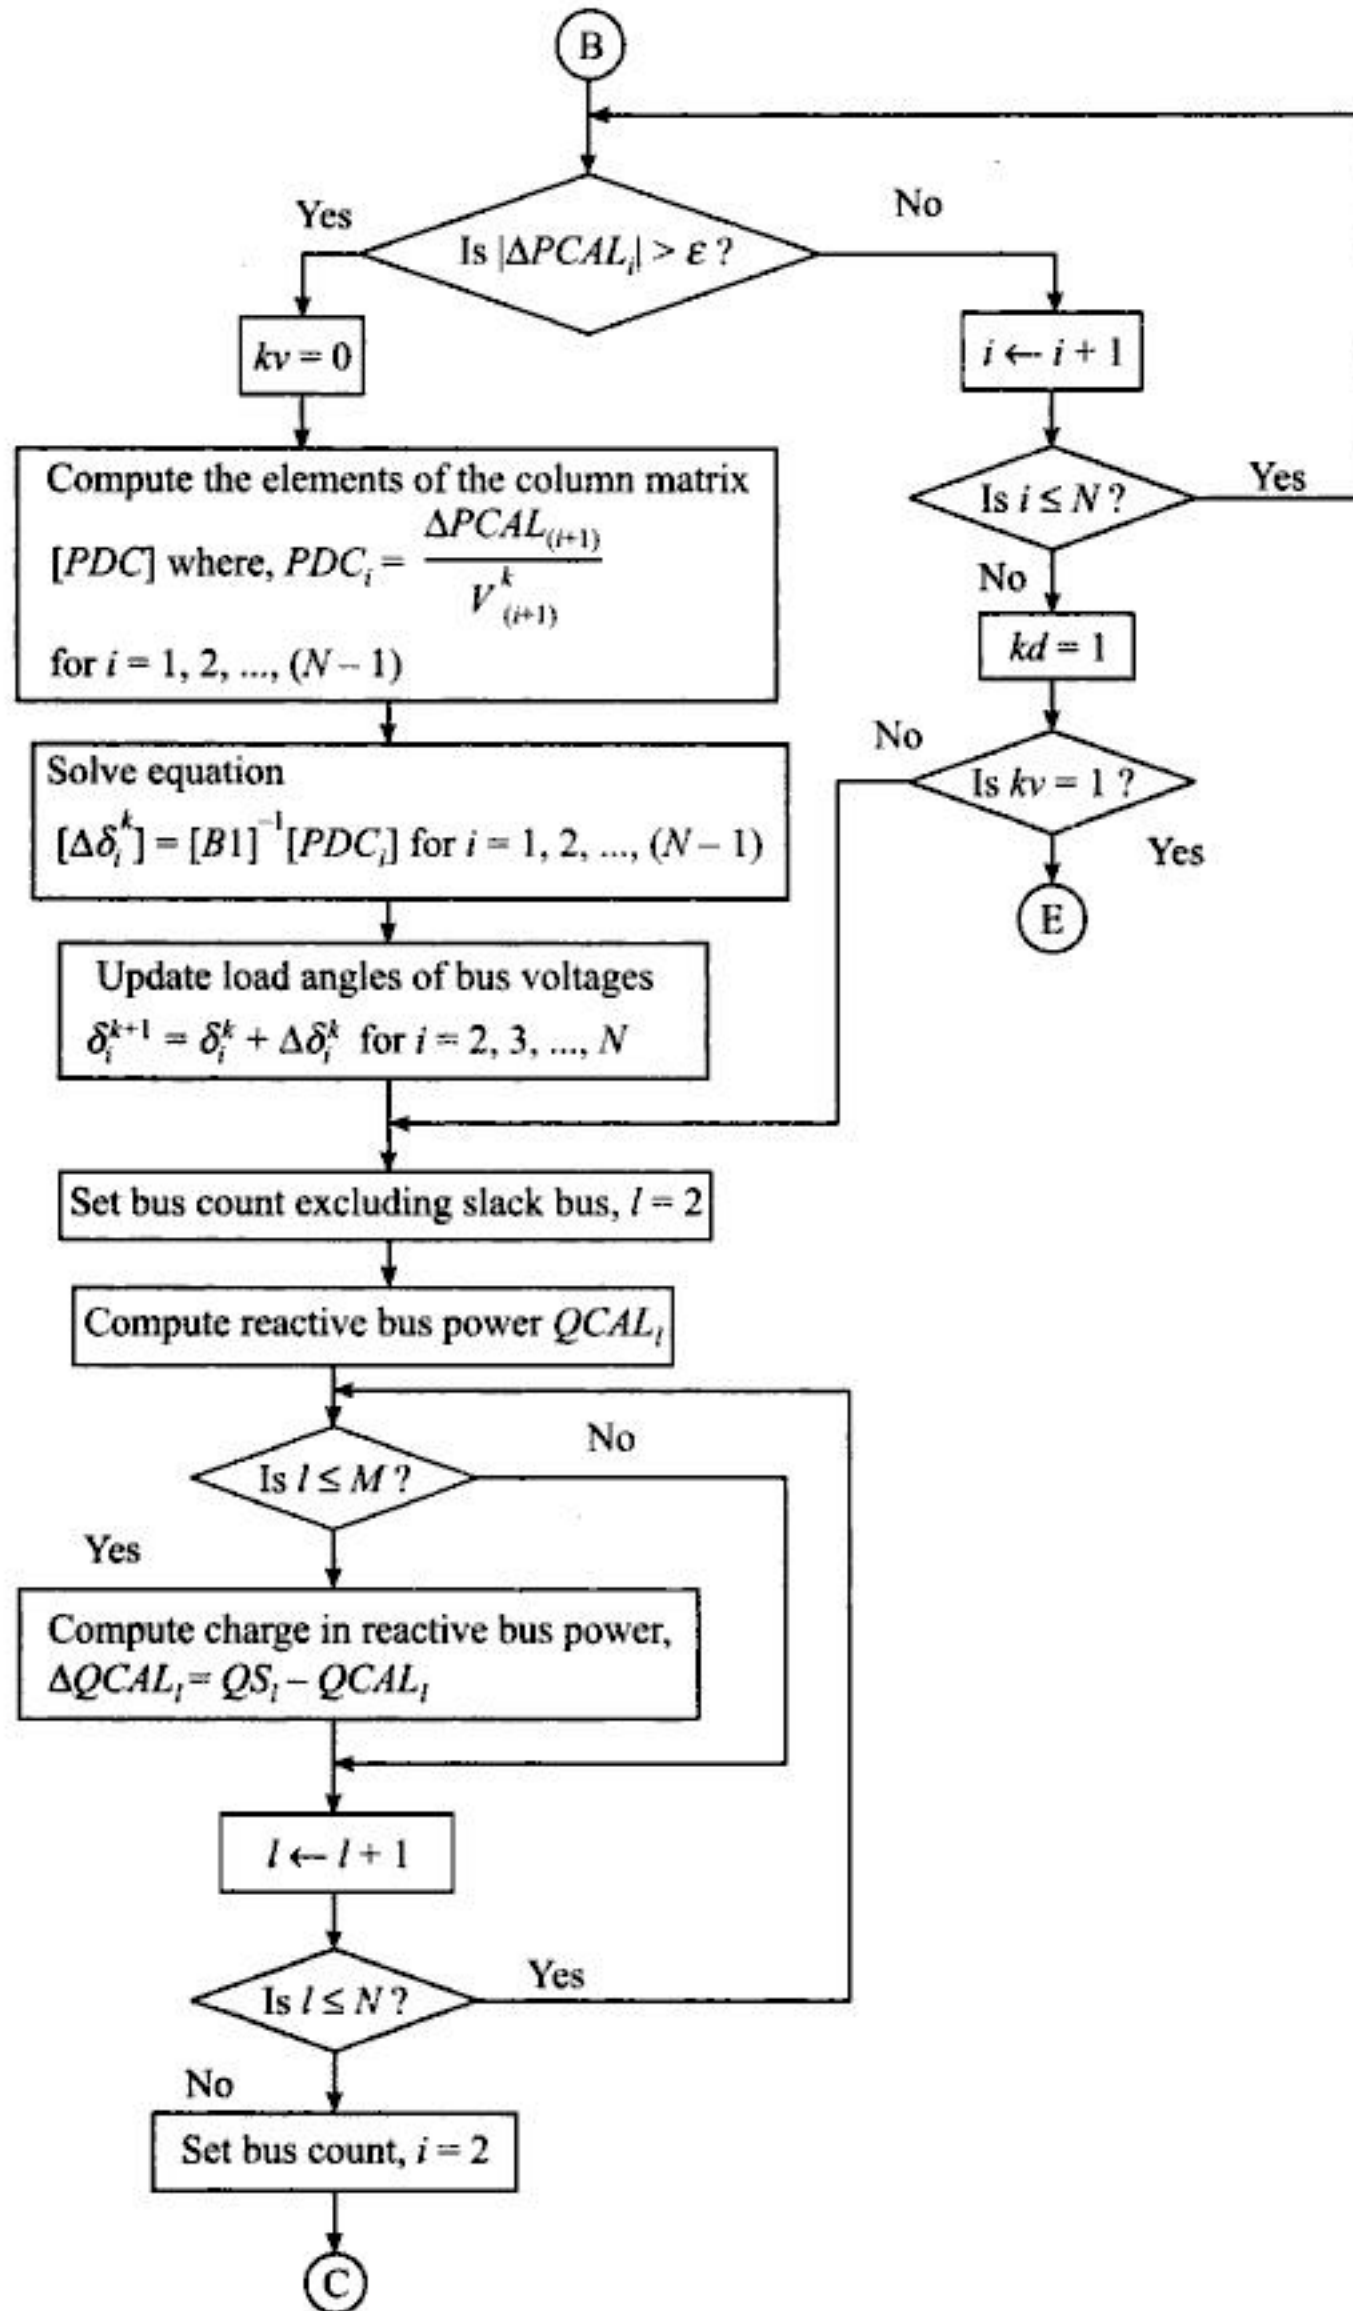 B
Yes
No
Is |ΔPCAL_i| > ε ?
kv = 0
i ← i + 1
Compute the elements of the column matrix
[PDC] where, PDC_i = ΔPCAL_(i+1) / V^k_(i+1)
for i = 1, 2, ..., (N – 1)
Is i ≤ N ?
Yes
No
kd = 1
Solve equation
[Δδ_i^k] = [B1]^–1 [PDC_i] for i = 1, 2, ..., (N – 1)
No
Is kv = 1 ?
Yes
E
Update load angles of bus voltages
δ_i^k+1 = δ_i^k + Δδ_i^k for i = 2, 3, ..., N
Set bus count excluding slack bus, l = 2
Compute reactive bus power QCAL_l
Is l ≤ M ?
No
Yes
Compute charge in reactive bus power,
ΔQCAL_l = QS_l – QCAL_l
l ← l + 1
Is l ≤ N ?
Yes
No
Set bus count, i = 2
C